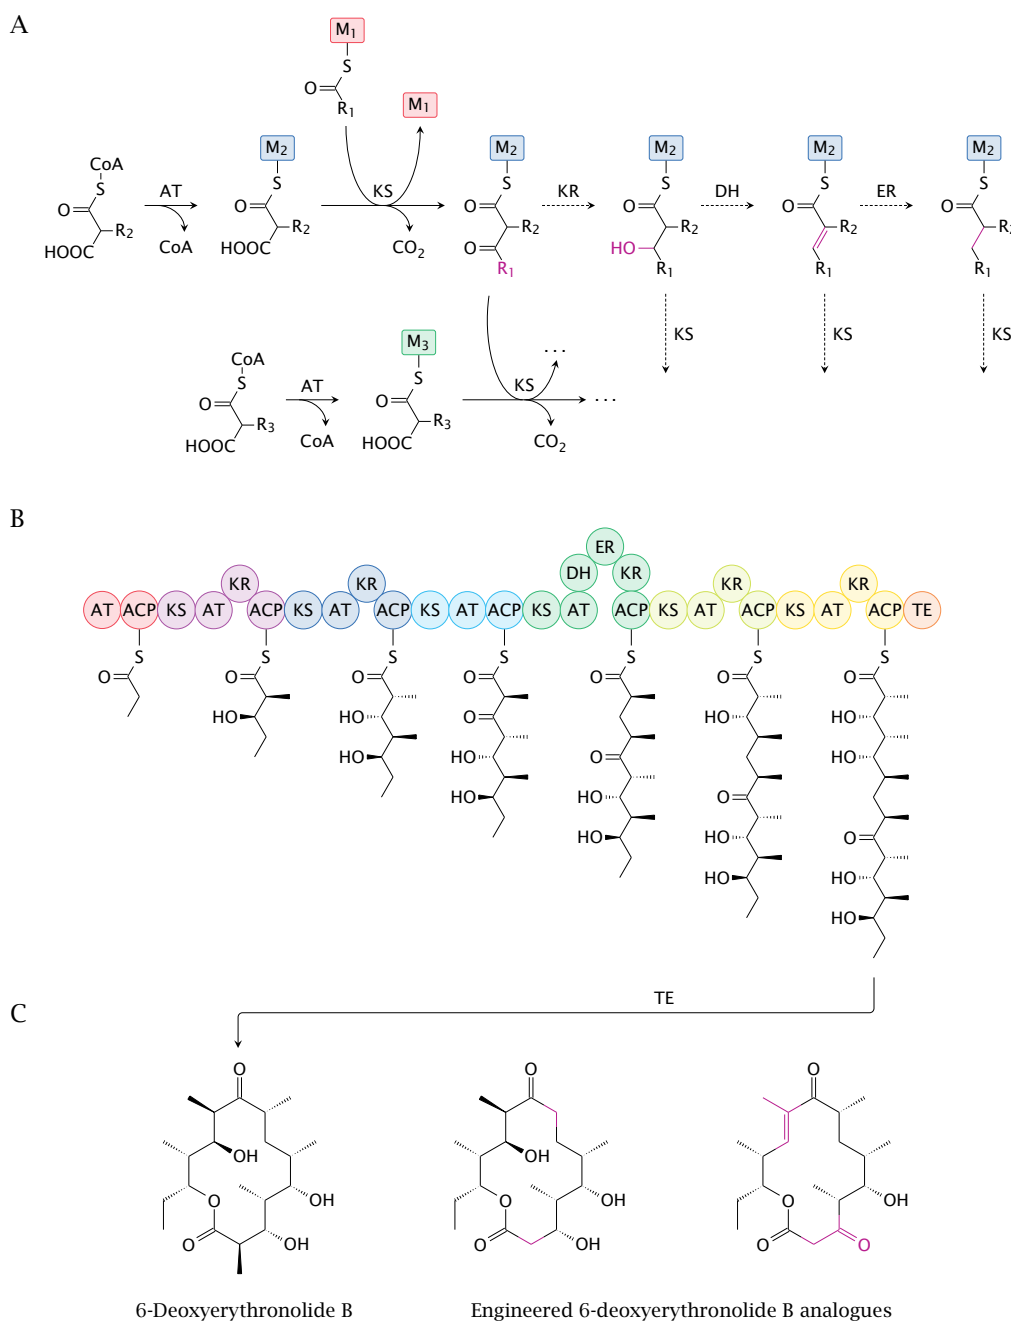 A
M1
S
O
R1
M1
CoA
S
O
R2
HOOC
AT
CoA
M2
S
O
R2
HOOC
KS
CO2
M2
S
O
R2
O
R1
KR
M2
S
O
R2
HO
R1
DH
M2
S
O
R2
R1
ER
M2
S
O
R2
R1
KS
KS
KS
CoA
S
O
R3
HOOC
AT
CoA
M3
S
O
R3
HOOC
KS
...
...
CO2
B
ER
DH KR
KR KR KR KR
AT ACP KS AT ACP KS AT ACP KS AT ACP KS AT ACP KS AT ACP KS AT ACP TE
S S S S S S S
O O O O O O O
HO HO O HO HO
HO HO O HO
HO O HO O
HO HO O
HO HO
HO
TE
C
O O O
OH OH
O OH O OH O OH
O OH O OH O O
6-Deoxyerythronolide B
Engineered 6-deoxyerythronolide B analogues